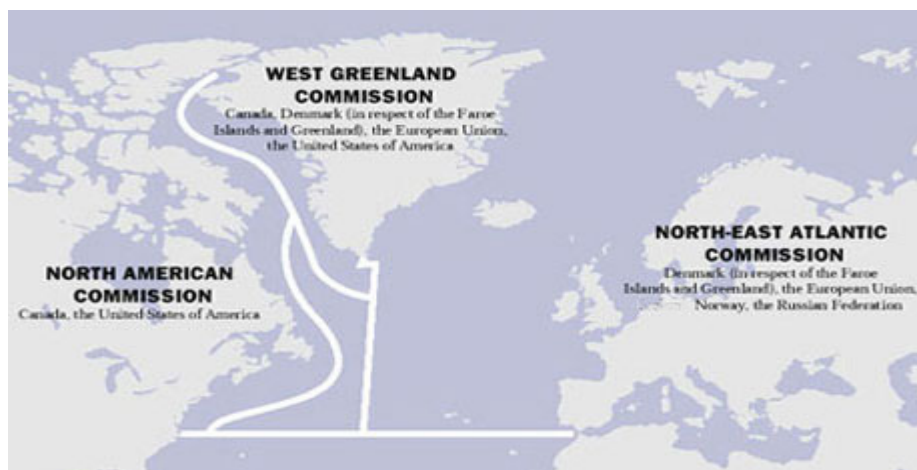 WEST GREENLAND
COMMISSION
Canada, Denmark (in respect of the Faroe
Islands and Greenland), the European Union,
the United States of America
NORTH AMERICAN
COMMISSION
Canada, the United States of America
NORTH-EAST ATLANTIC
COMMISSION
Denmark (in respect of the Faroe
Islands and Greenland), the European Union,
Norway, the Russian Federation